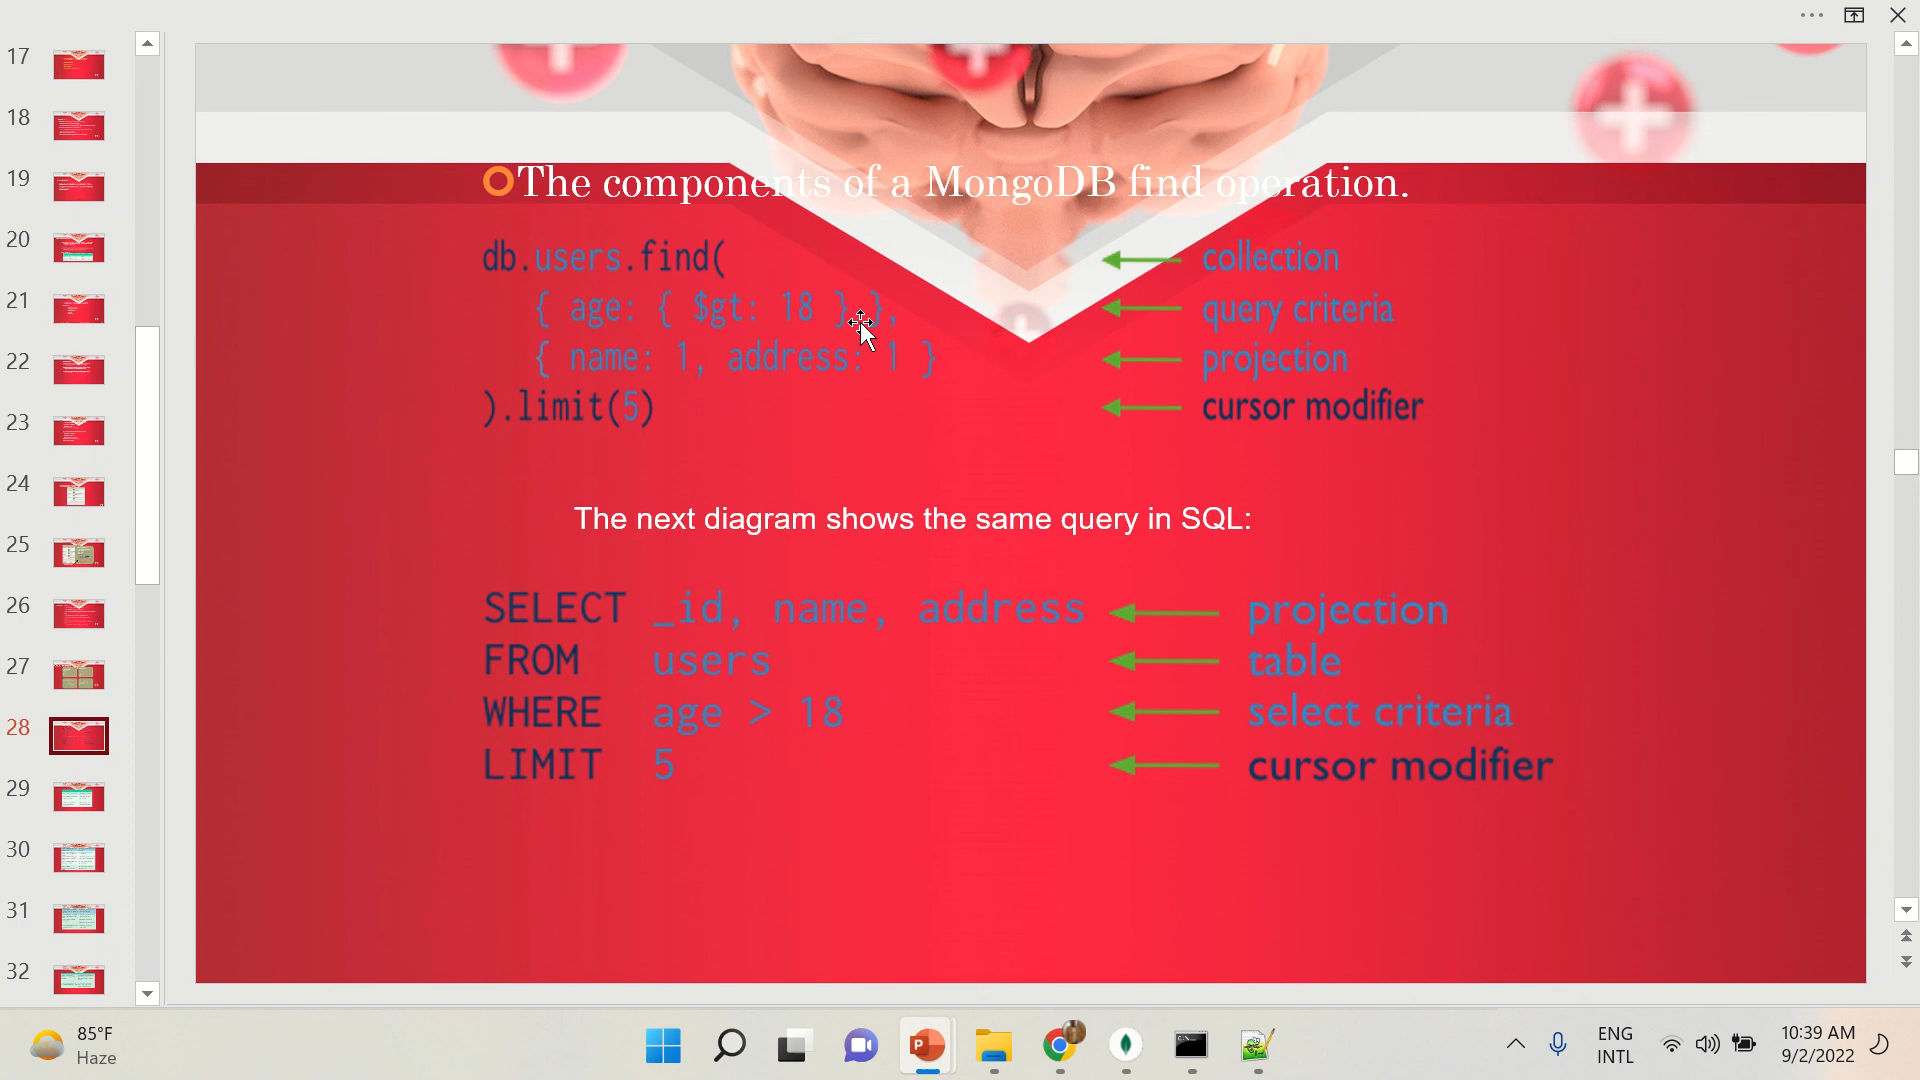 17
18
19
20
21
22
23
24
25
26
27
28
29
30
31
32
The components of a MongoDB find operation.
db.users.find( collection
{ age: { $gt: 18 } }, query criteria
{ name: 1, address: 1 } projection
).limit(5) cursor modifier
The next diagram shows the same query in SQL:
SELECT _id, name, address projection
FROM users table
WHERE age > 18 select criteria
LIMIT 5 cursor modifier
85°F
Haze
ENG
INTL
10:39 AM
9/2/2022